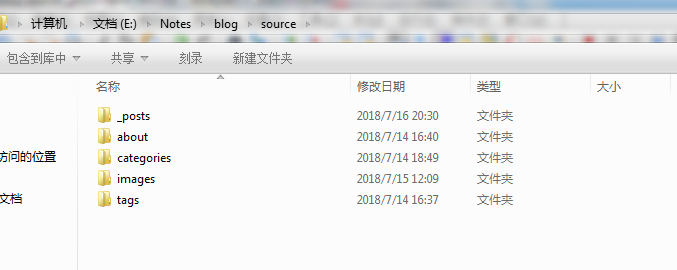 计算机 ▸ 文档 (E:) ▸ Notes ▸ blog ▸ source ▸
包含到库中 ▼ 共享 ▼ 刻录 新建文件夹
名称 修改日期 类型 大小
_posts 2018/7/16 20:30 文件夹
about 2018/7/14 16:40 文件夹
categories 2018/7/14 18:49 文件夹
访问的位置
images 2018/7/15 12:09 文件夹
文档
tags 2018/7/14 16:37 文件夹